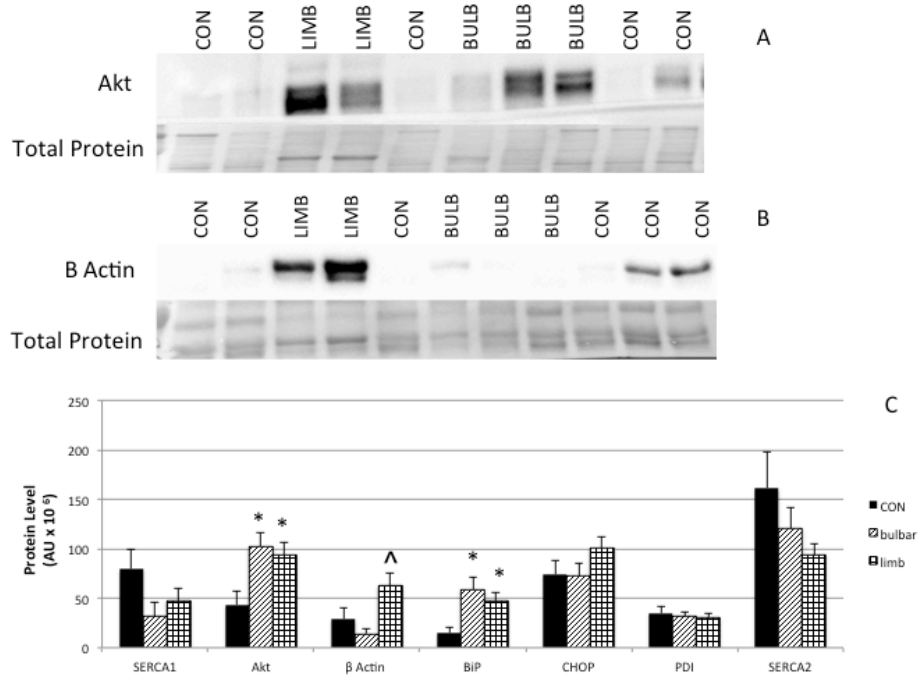 CON CON LIMB LIMB CON BULB BULB BULB CON CON
A
Akt
Total Protein
CON CON LIMB LIMB CON BULB BULB BULB CON CON CON
B
B Actin
Total Protein
C
250
200
150
100
50
0
Protein Level
(AU x 10 6)
* * ^ * *
SERCA1 Akt β Actin BiP CHOP PDI SERCA2
CON
bulbar
limb